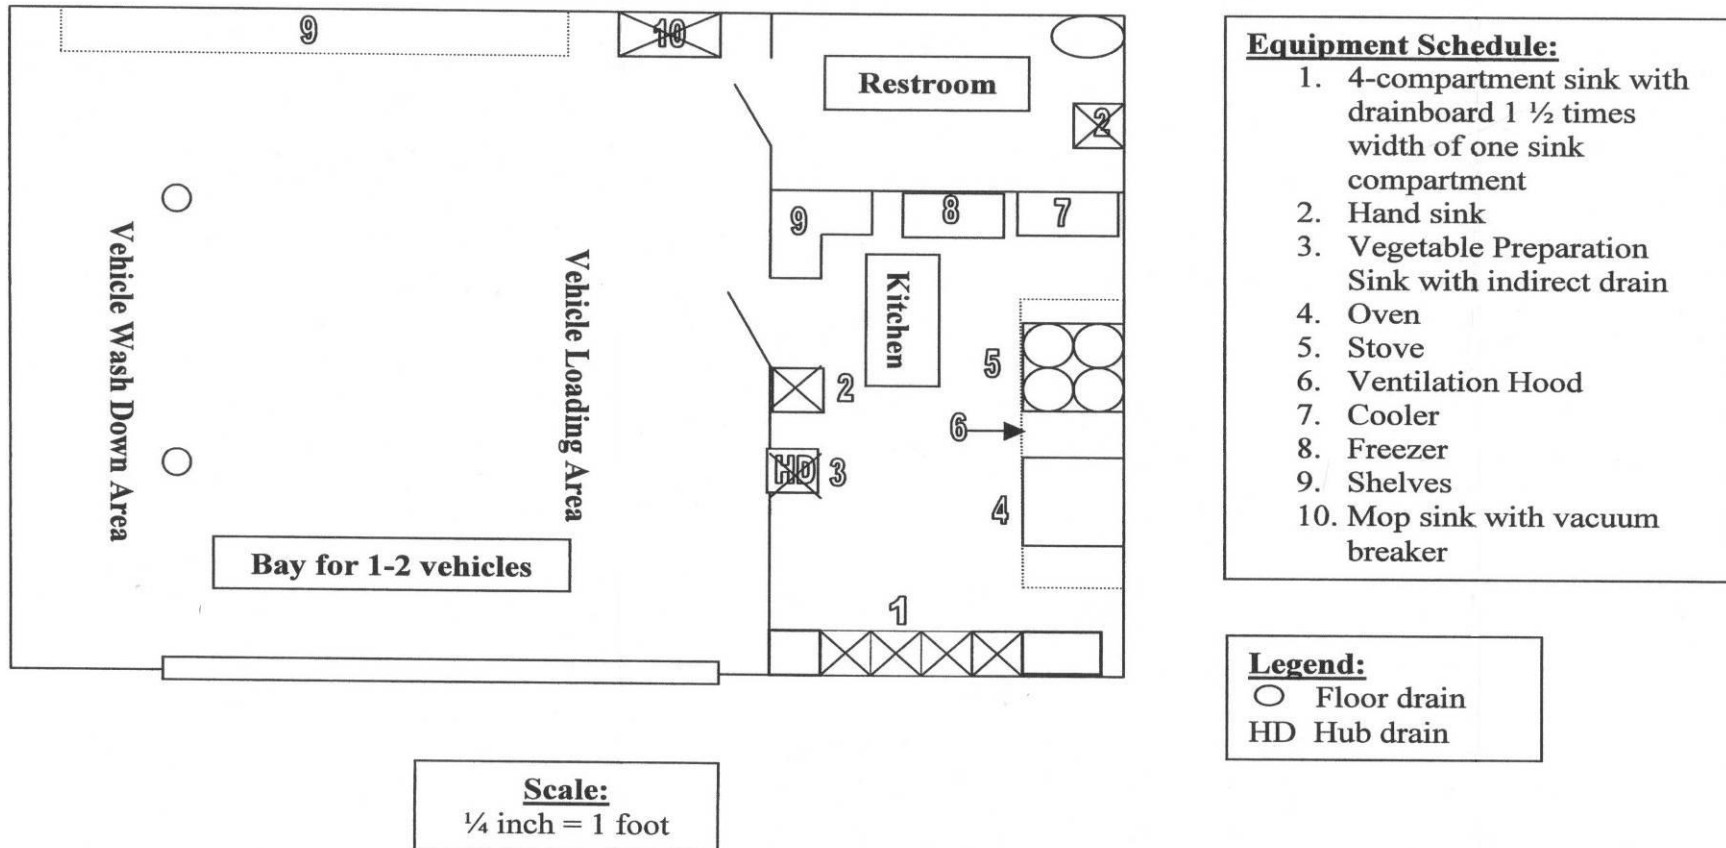 9
10
Restroom
2
9
8
7
Vehicle Wash Down Area
Vehicle Loading Area
Kitchen
5
2
6
HD 3
4
Bay for 1-2 vehicles
1
Scale:
¼ inch = 1 foot
Equipment Schedule:
1. 4-compartment sink with
drainboard 1 ½ times
width of one sink
compartment
2. Hand sink
3. Vegetable Preparation
Sink with indirect drain
4. Oven
5. Stove
6. Ventilation Hood
7. Cooler
8. Freezer
9. Shelves
10. Mop sink with vacuum
breaker
Legend:
Floor drain
HD Hub drain